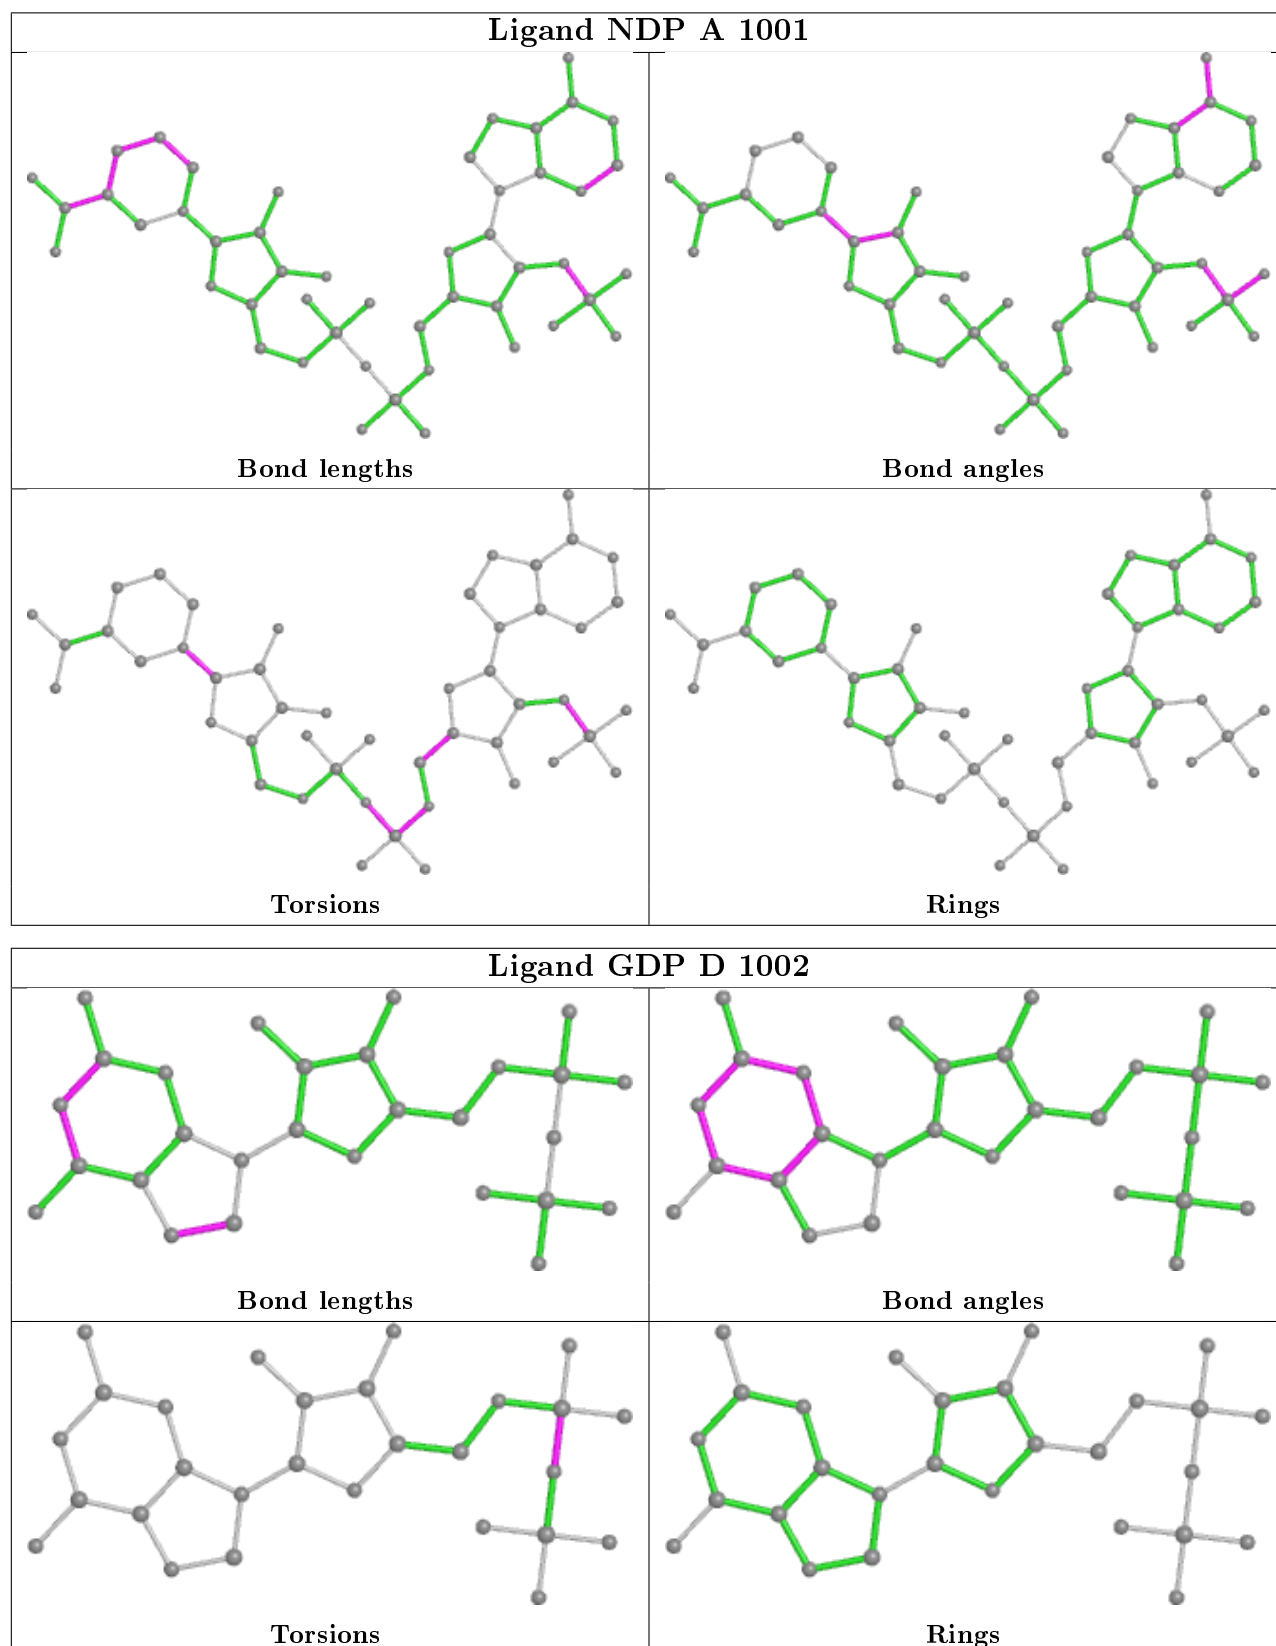 Ligand NDP A 1001
Bond lengths
Bond angles
Torsions
Rings
Ligand GDP D 1002
Bond lengths
Bond angles
Torsions
Rings